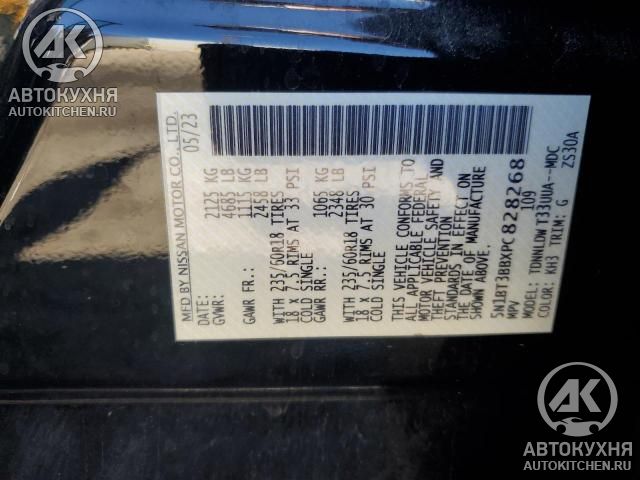 MFD BY NISSAN MOTOR CO., LTD.
05/23
GVWR: 2125 KG
4685 LB
GAWR FR.: 1115 KG
2458 LB
WITH 235/60R18 TIRES
18 X 7.5 RIMS AT 33 PSI
COLD SINGLE
GAWR RR.: 1065 KG
2348 LB
WITH 235/60R18 TIRES
18 X 7.5 RIMS AT 30 PSI
COLD SINGLE
THIS VEHICLE CONFORMS TO
ALL APPLICABLE FEDERAL
MOTOR VEHICLE SAFETY AND
THEFT PREVENTION
STANDARDS IN EFFECT ON
THE DATE OF MANUFACTURE
SHOWN ABOVE.
5N1BT3BBXPC828268
MPV 109
MODEL: TDNNLDW T33UUA--MDC
COLOR: KH3 TRIM: G ZS30A
АК
АВТОКУХНЯ
AUTOKITCHEN.RU
АК
АВТОКУХНЯ
AUTOKITCHEN.RU